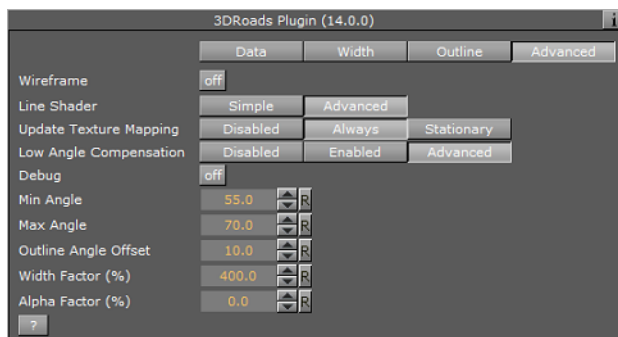 3DRoads Plugin (14.0.0) i
Data Width Outline Advanced
Wireframe off
Line Shader Simple Advanced
Update Texture Mapping Disabled Always Stationary
Low Angle Compensation Disabled Enabled Advanced
Debug off
Min Angle 55.0 R
Max Angle 70.0 R
Outline Angle Offset 10.0 R
Width Factor (%) 400.0 R
Alpha Factor (%) 0.0 R
?